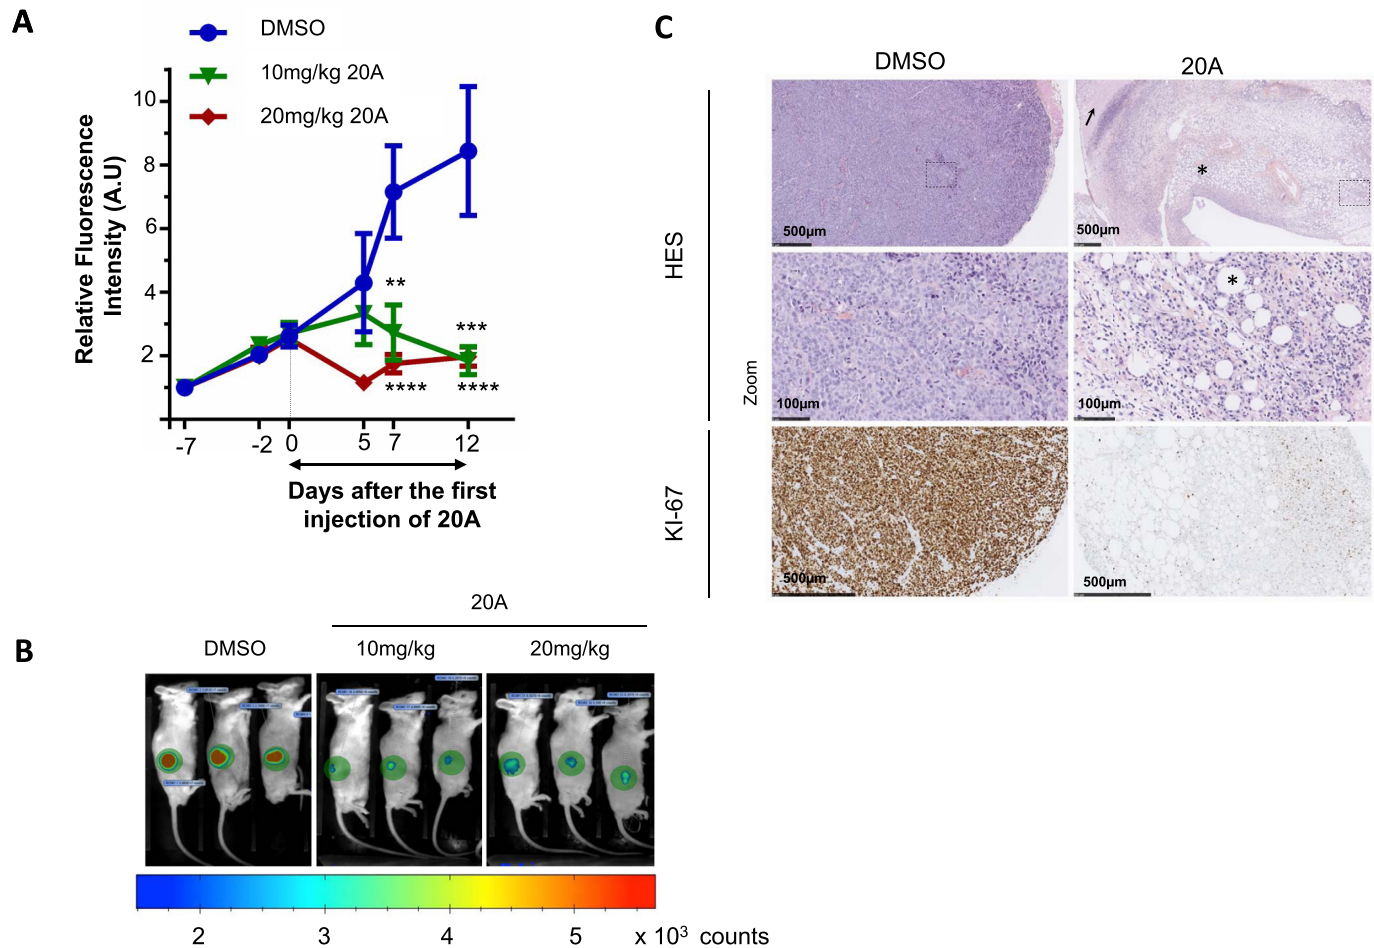 A
DMSO
10mg/kg 20A
20mg/kg 20A
Relative Fluorescence
Intensity (A.U)
10
8
6
4
2
**
***
****
****
-7
-2
0
5
7
12
Days after the first
injection of 20A
B
20A
DMSO
10mg/kg
20mg/kg
2
3
4
5
x 10³ counts
C
DMSO
20A
HES
500µm
*
500µm
Zoom
100µm
*
100µm
KI-67
500µm
500µm